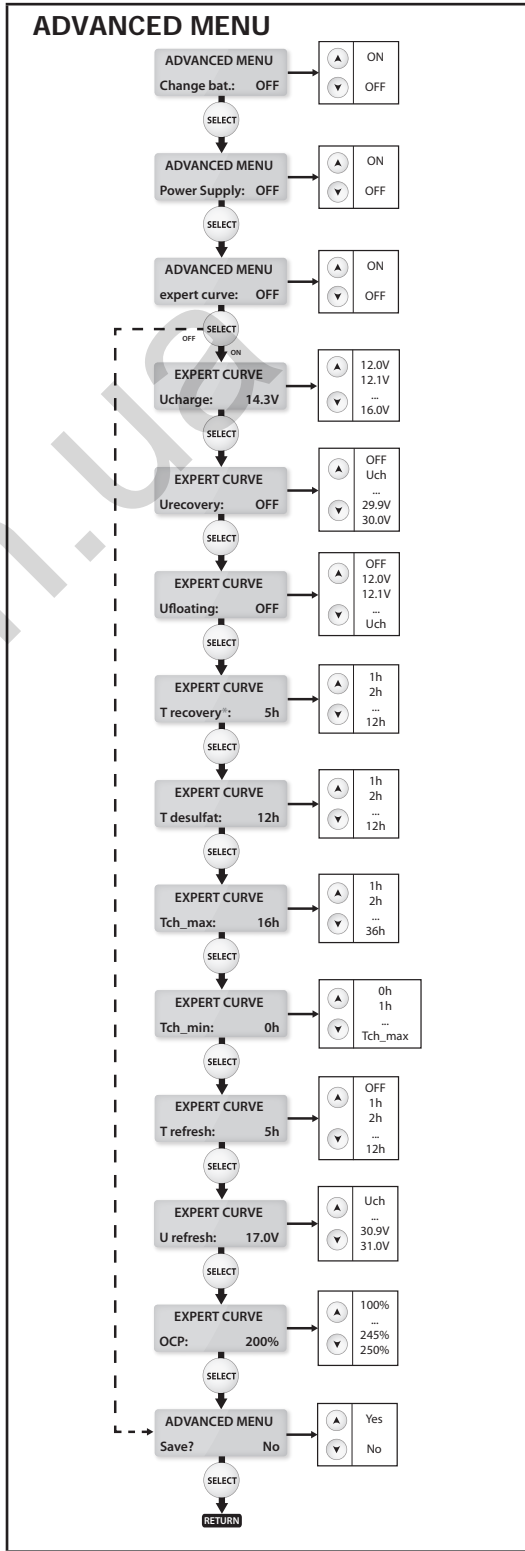 ADVANCED MENU
ADVANCED MENU
Change bat.: OFF
ON
OFF
SELECT
ADVANCED MENU
Power Supply: OFF
ON
OFF
SELECT
ADVANCED MENU
expert curve: OFF
ON
OFF
SELECT
OFF
ON
EXPERT CURVE
Ucharge: 14.3V
12.0V
12.1V
...
16.0V
SELECT
EXPERT CURVE
Urecovery: OFF
OFF
Uch
...
29.9V
30.0V
SELECT
EXPERT CURVE
Ufloating: OFF
OFF
12.0V
12.1V
...
Uch
SELECT
EXPERT CURVE
T recovery*: 5h
1h
2h
...
12h
SELECT
EXPERT CURVE
T desulfat: 12h
1h
2h
...
12h
SELECT
EXPERT CURVE
Tch_max: 16h
1h
2h
...
36h
SELECT
EXPERT CURVE
Tch_min: 0h
0h
1h
...
Tch_max
SELECT
EXPERT CURVE
T refresh: 5h
OFF
1h
2h
...
12h
SELECT
EXPERT CURVE
U refresh: 17.0V
Uch
...
30.9V
31.0V
SELECT
EXPERT CURVE
OCP: 200%
100%
...
245%
250%
SELECT
ADVANCED MENU
Save? No
Yes
No
SELECT
RETURN